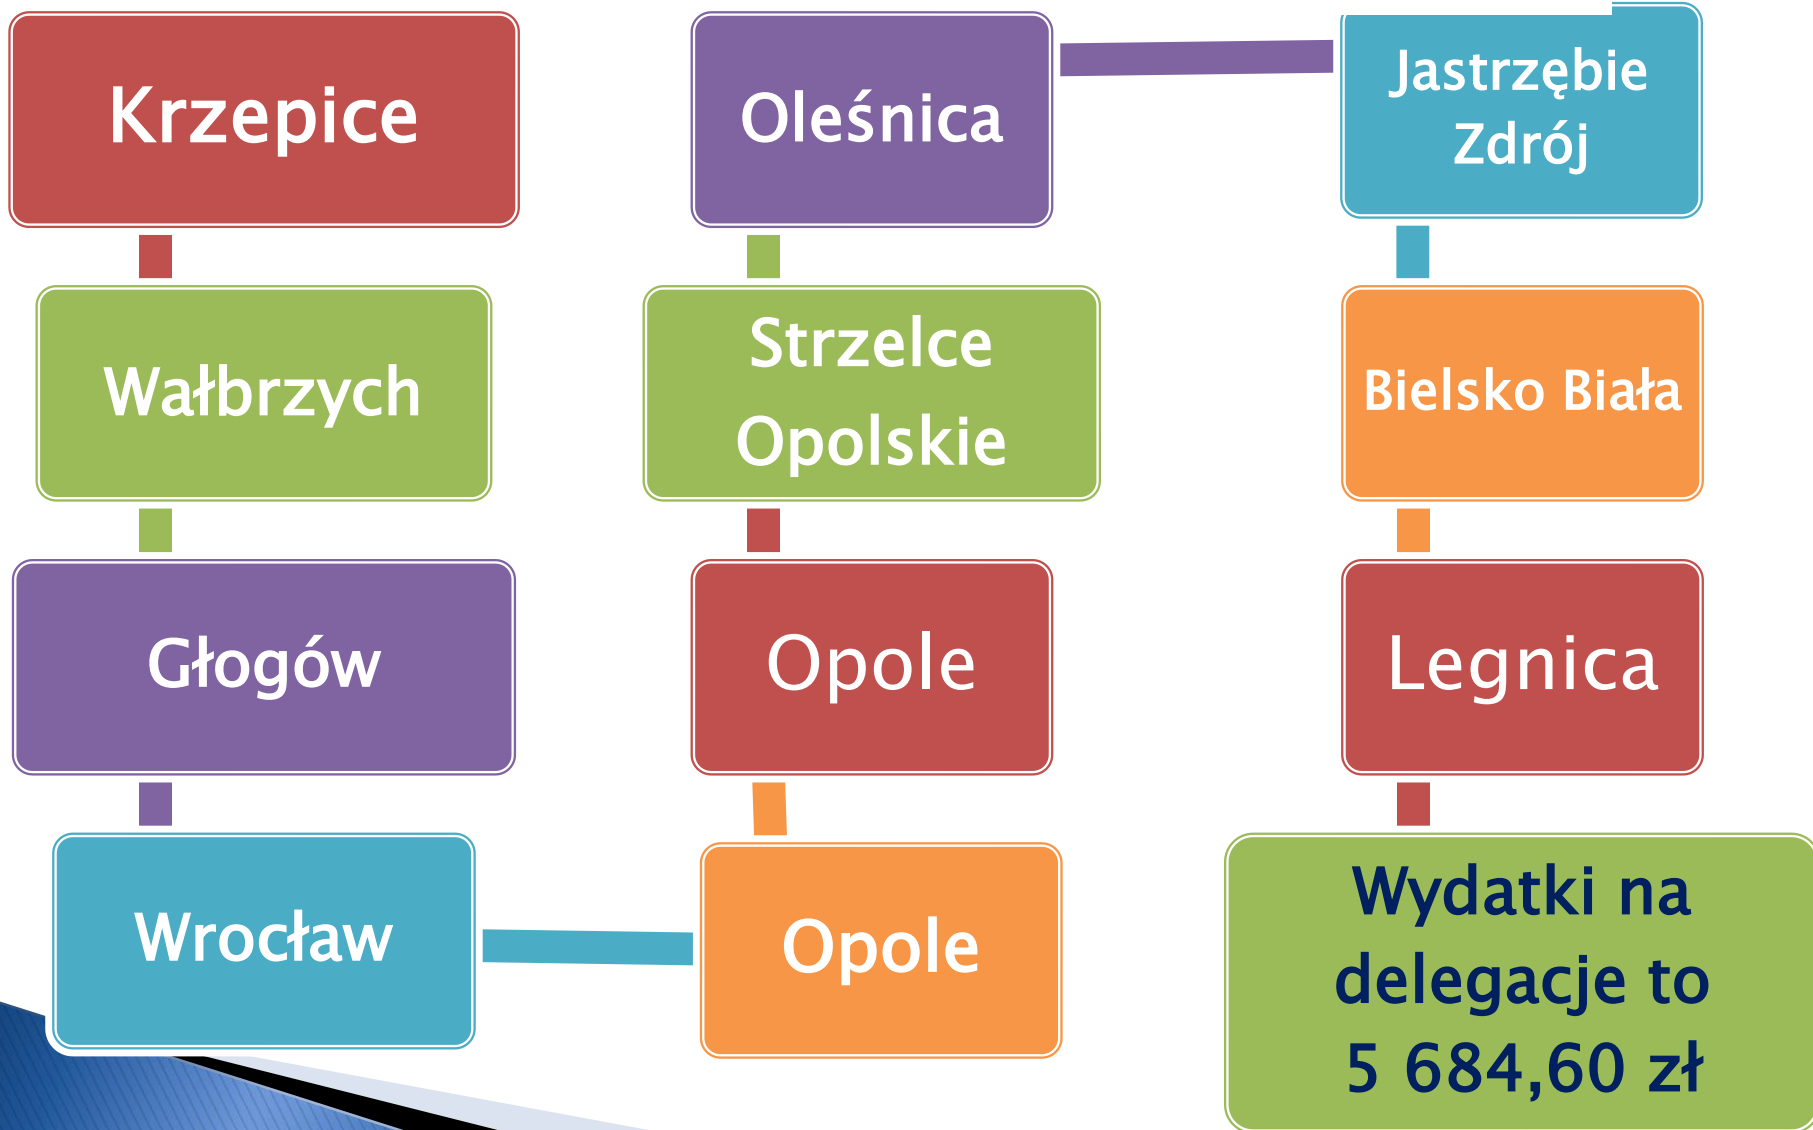 Krzepice
Wałbrzych
Głogów
Wrocław
Opole
Opole
Strzelce
Opolskie
Oleśnica
Jastrzębie
Zdrój
Bielsko Biała
Legnica
Wydatki na
delegacje to
5 684,60 zł